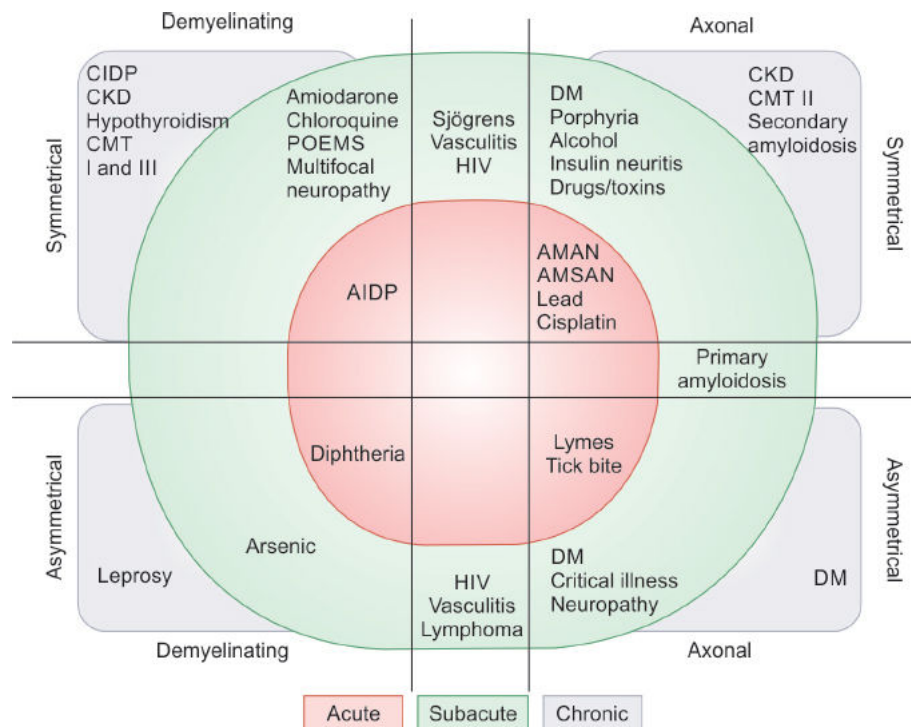 Demyelinating
Axonal
Symmetrical
CIDP
CKD
Hypothyroidism
CMT
I and III
Amiodarone
Chloroquine
POEMS
Multifocal
neuropathy
Sjögrens
Vasculitis
HIV
DM
Porphyria
Alcohol
Insulin neuritis
Drugs/toxins
CKD
CMT II
Secondary
amyloidosis
Symmetrical
AIDP
AMAN
AMSAN
Lead
Cisplatin
Primary
amyloidosis
Asymmetrical
Leprosy
Diphtheria
Arsenic
Lymes
Tick bite
HIV
Vasculitis
Lymphoma
DM
Critical illness
Neuropathy
DM
Asymmetrical
Demyelinating
Axonal
Acute
Subacute
Chronic